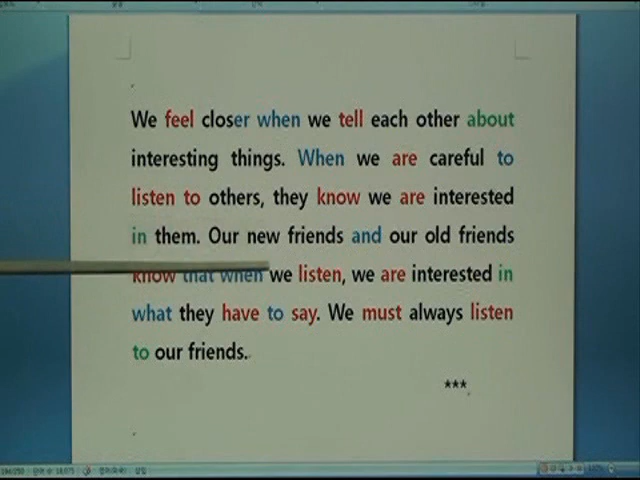 We feel closer when we tell each other about
interesting things. When we are careful to
listen to others, they know we are interested
in them. Our new friends and our old friends
know that when we listen, we are interested in
what they have to say. We must always listen
to our friends.
***